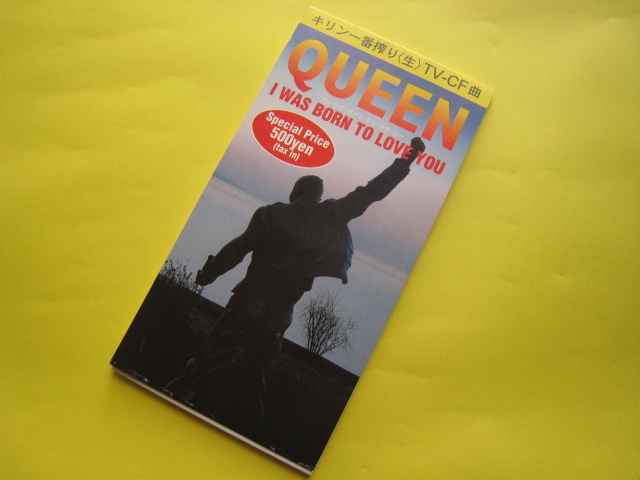 キリン一番搾り〈生〉TV-CF曲
QUEEN
I WAS BORN TO LOVE YOU
Special Price
500yen
(tax in)